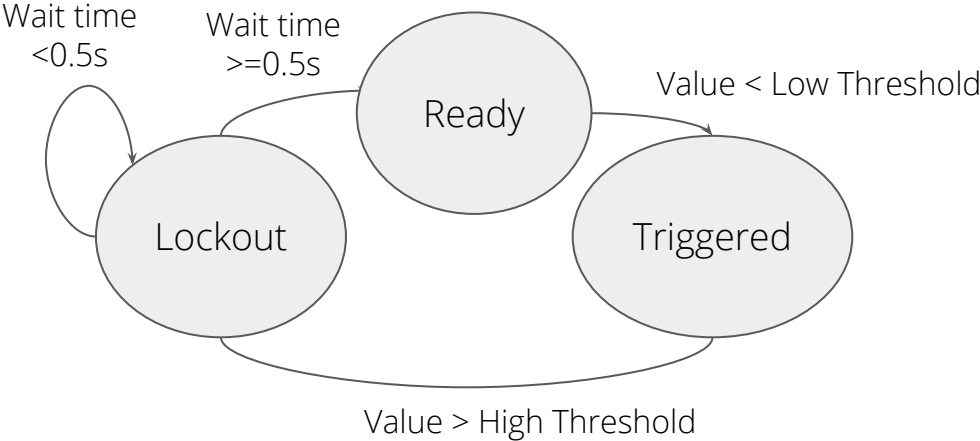 Wait time
<0.5s
Wait time
>=0.5s
Ready
Value < Low Threshold
Lockout
Triggered
Value > High Threshold